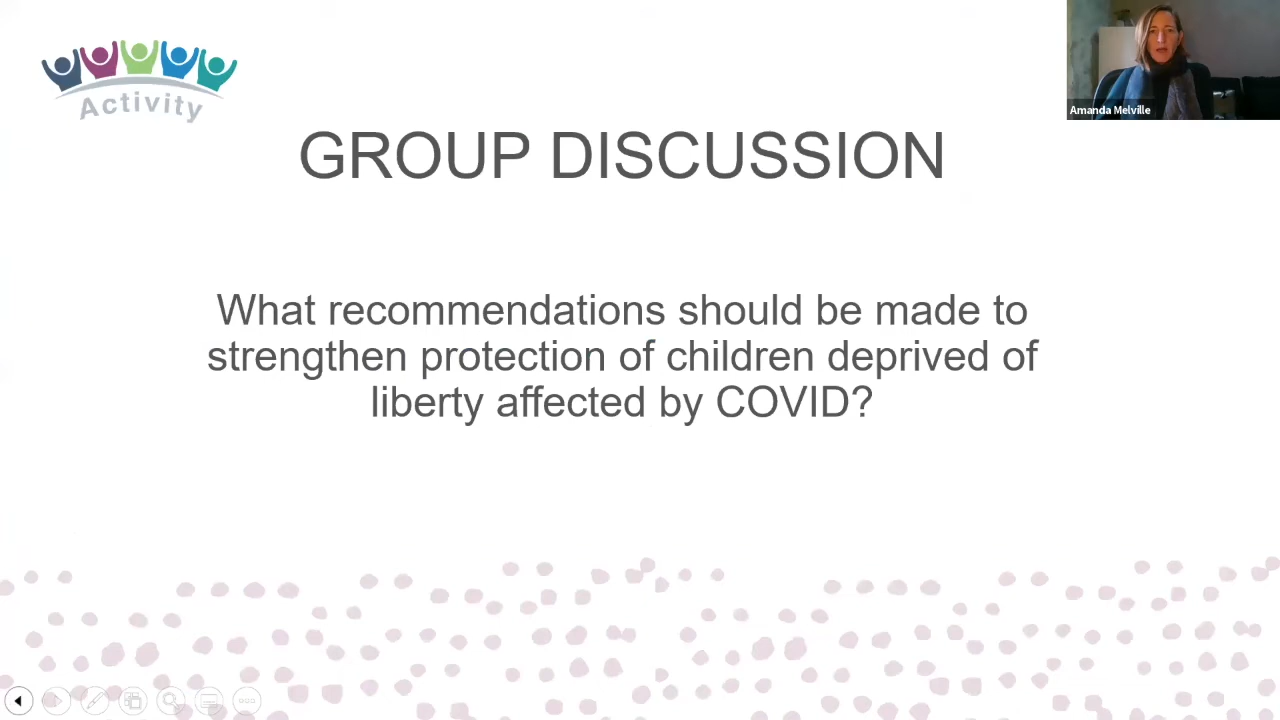 Activity
Amanda Melville
GROUP DISCUSSION
What recommendations should be made to
strengthen protection of children deprived of
liberty affected by COVID?